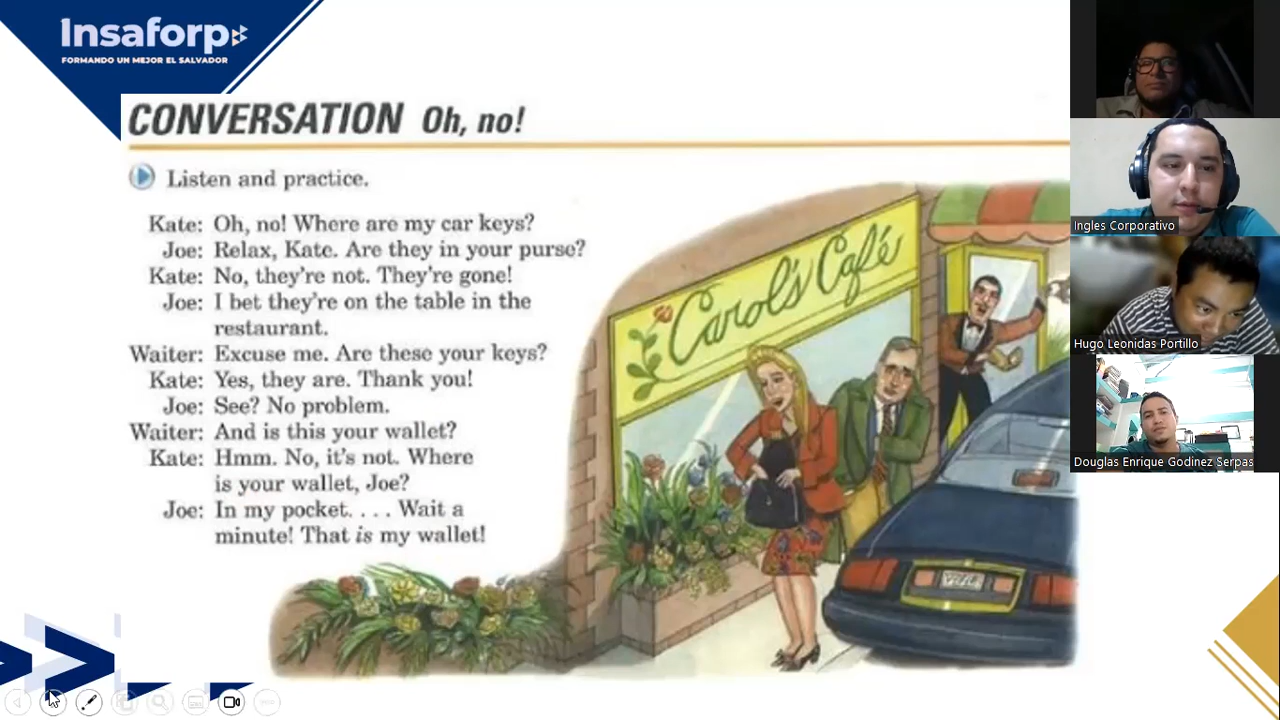 Insaforp
FORMANDO UN MEJOR EL SALVADOR
CONVERSATION Oh, no!
Listen and practice.
Kate: Oh, no! Where are my car keys?
Joe: Relax, Kate. Are they in your purse?
Kate: No, they're not. They're gone!
Joe: I bet they're on the table in the
restaurant.
Waiter: Excuse me. Are these your keys?
Kate: Yes, they are. Thank you!
Joe: See? No problem.
Waiter: And is this your wallet?
Kate: Hmm. No, it's not. Where
is your wallet, Joe?
Joe: In my pocket. . . . Wait a
minute! That is my wallet!
Carol's Café
Ingles Corporativo
Hugo Leonidas Portillo
Douglas Enrique Godinez Serpas